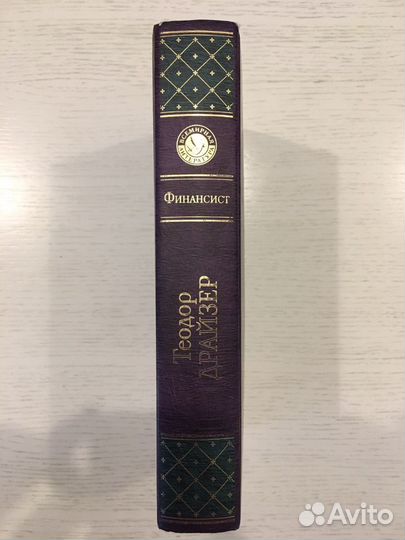 ВСЕМИРНАЯ
ЛИТЕРАТУРА
Финансист
Теодор
ДРАЙЗЕР
Avito